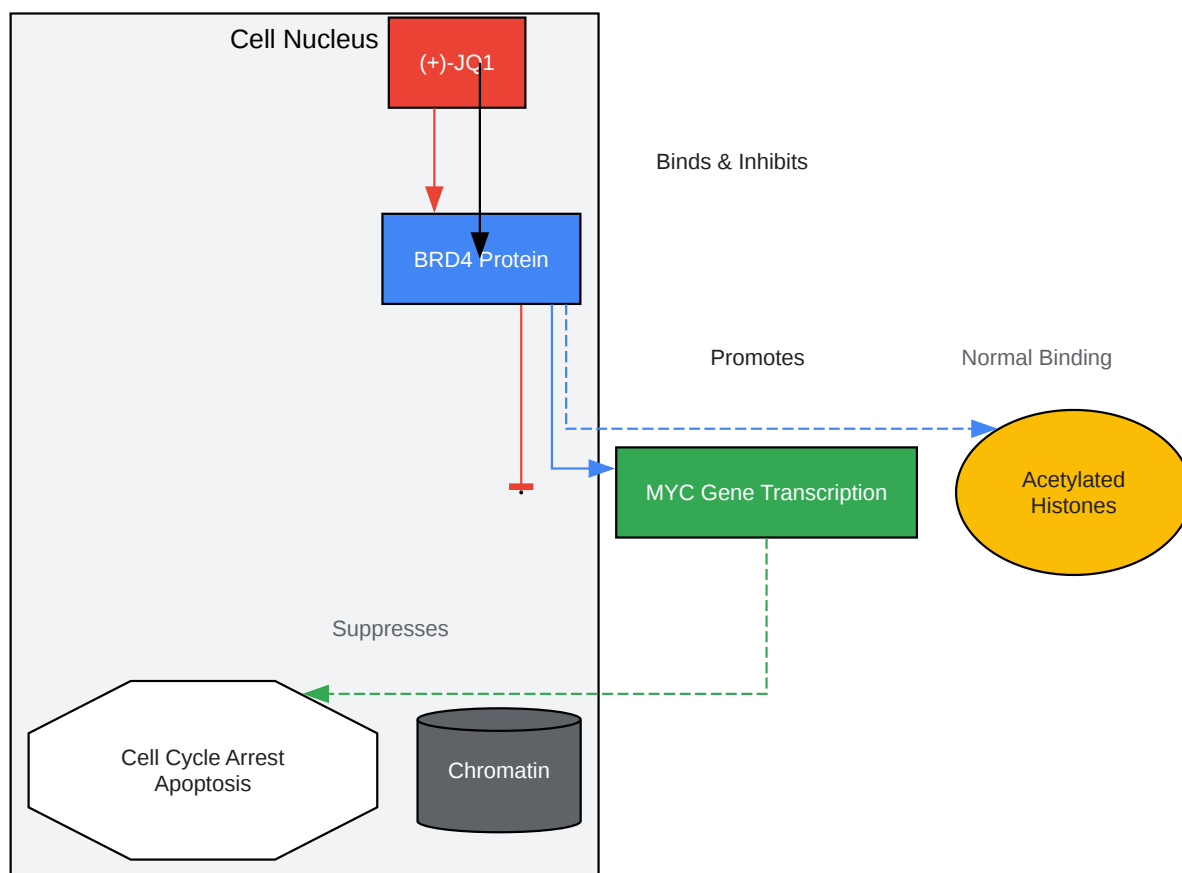 Cell Nucleus
(+)-JQ1
Binds & Inhibits
BRD4 Protein
Promotes
Normal Binding
MYC Gene Transcription
Acetylated
Histones
Suppresses
Cell Cycle Arrest
Apoptosis
Chromatin